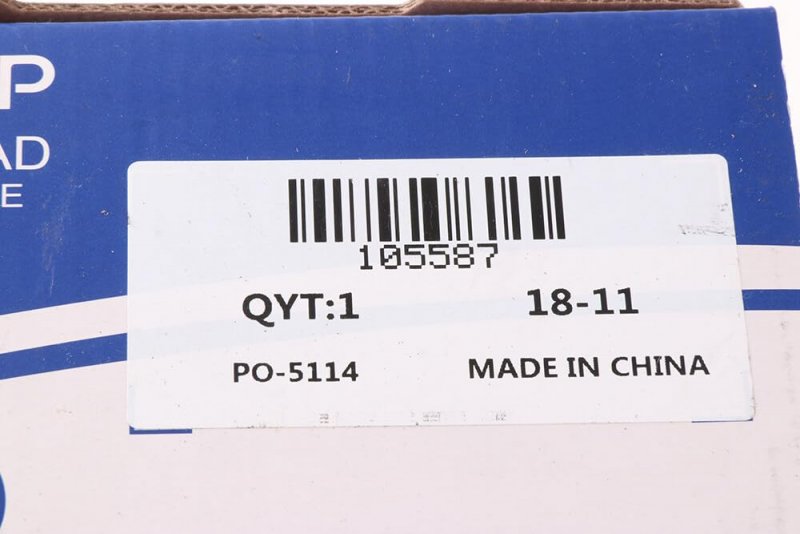 P
AD
E
105587
QYT:1 18-11
PO-5114 MADE IN CHINA